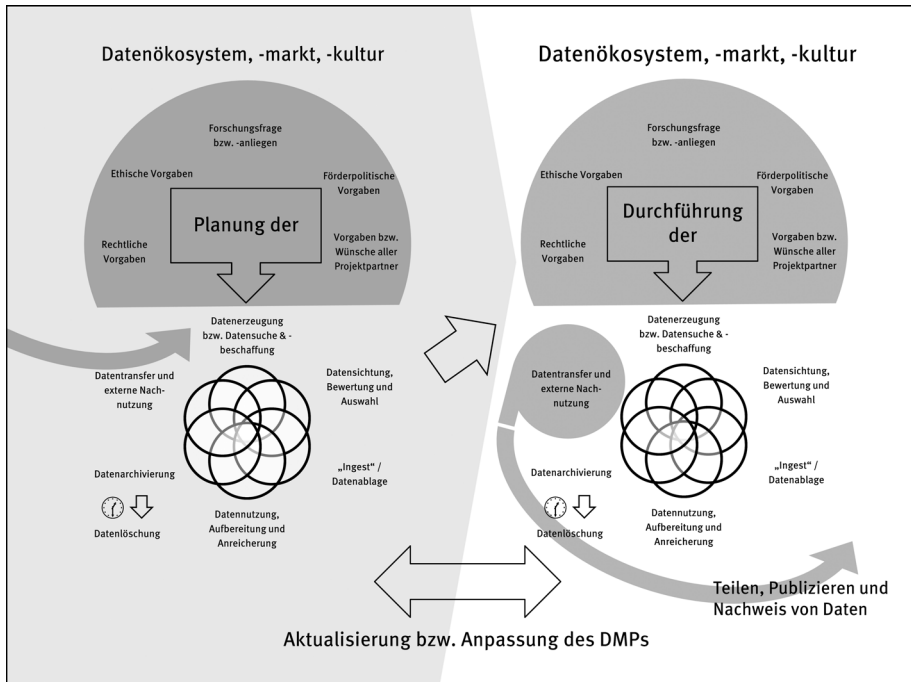 Datenökosystem, -markt, -kultur
Forschungsfrage
bzw. -anliegen
Ethische Vorgaben
Förderpolitische
Vorgaben
Planung der
Rechtliche
Vorgaben
Vorgaben bzw.
Wünsche aller
Projektpartner
Datenerzeugung
bzw. Datensuche & -
beschaffung
Datentransfer und
externe Nach-
nutzung
Datensichtung,
Bewertung und
Auswahl
Datenarchivierung
„Ingest“ /
Datenablage
Datenlöschung
Datennutzung,
Aufbereitung und
Anreicherung
Datenökosystem, -markt, -kultur
Forschungsfrage
bzw. -anliegen
Ethische Vorgaben
Förderpolitische
Vorgaben
Durchführung
der
Rechtliche
Vorgaben
Vorgaben bzw.
Wünsche aller
Projektpartner
Datenerzeugung
bzw. Datensuche & -
beschaffung
Datentransfer und
externe Nach-
nutzung
Datensichtung,
Bewertung und
Auswahl
Datenarchivierung
„Ingest“ /
Datenablage
Datenlöschung
Datennutzung,
Aufbereitung und
Anreicherung
Teilen, Publizieren und
Nachweis von Daten
Aktualisierung bzw. Anpassung des DMPs